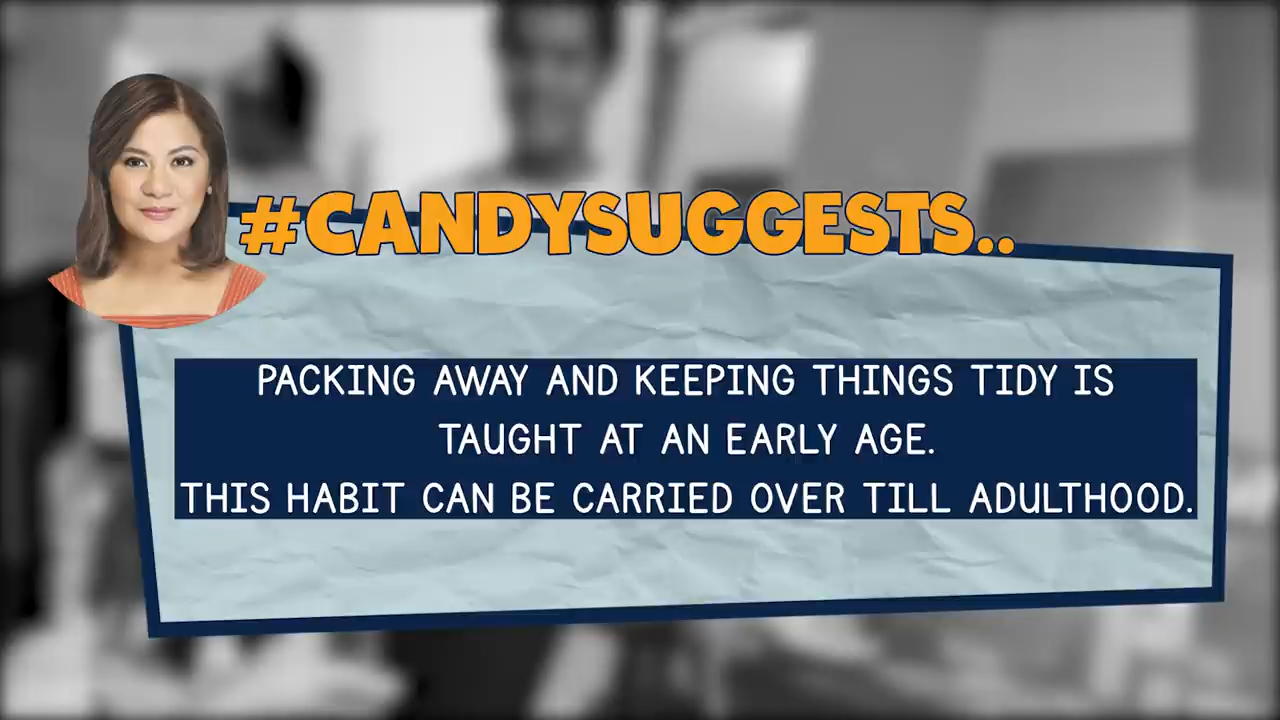 #CANDYSUGGESTS..
PACKING AWAY AND KEEPING THINGS TIDY IS
TAUGHT AT AN EARLY AGE.
THIS HABIT CAN BE CARRIED OVER TILL ADULTHOOD.